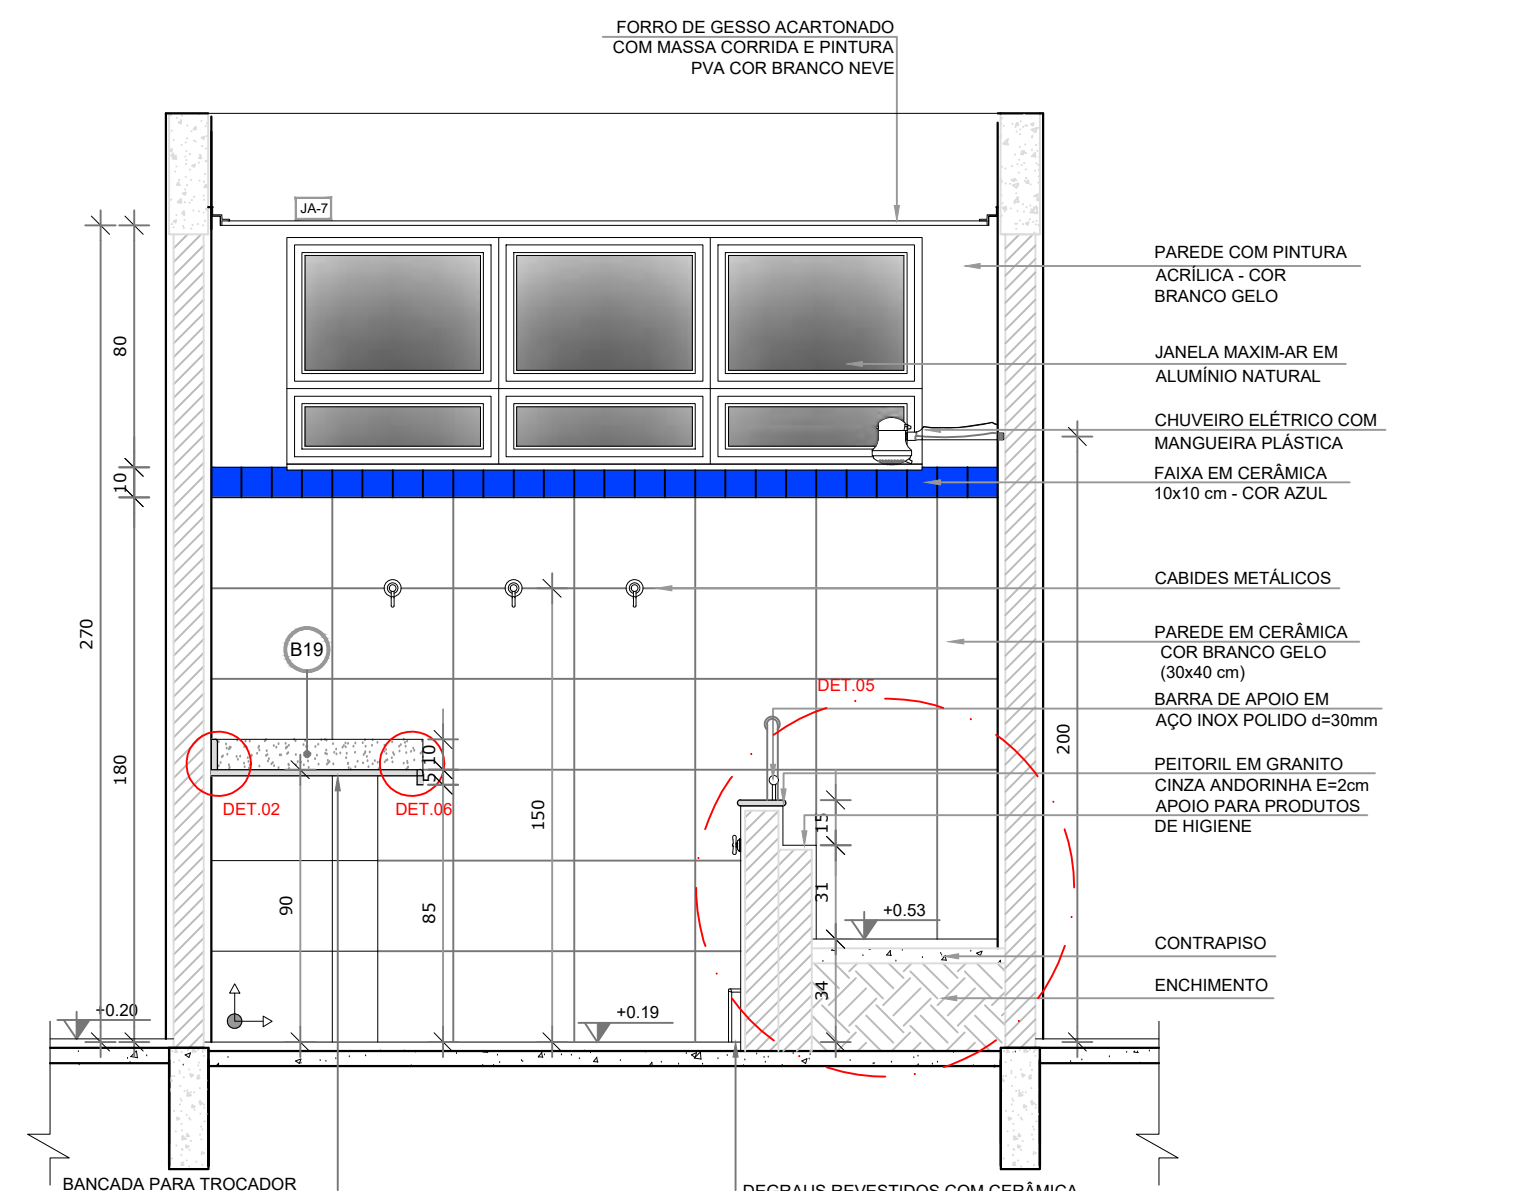 FORRO DE GESSO ACARTONADO
COM MASSA CORRIDA E PINTURA
PVA COR BRANCO NEVE
JA-7
PAREDE COM PINTURA
ACRÍLICA - COR
BRANCO GELO
80
JANELA MAXIM-AR EM
ALUMÍNIO NATURAL
CHUVEIRO ELÉTRICO COM
MANGUEIRA PLÁSTICA
FAIXA EM CERÂMICA
10x10 cm - COR AZUL
10
CABIDES METÁLICOS
270
B19
PAREDE EM CERÂMICA
COR BRANCO GELO
(30x40 cm)
DET.05
BARRA DE APOIO EM
AÇO INOX POLIDO d=30mm
200
180
10
5
PEITORIL EM GRANITO
CINZA ANDORINHA E=2cm
APOIO PARA PRODUTOS
DE HIGIENE
DET.02
DET.06
150
15
90
85
31
+0.53
CONTRAPISO
ENCHIMENTO
34
+0.20
+0.19
BANCADA PARA TROCADOR
DEGRAUS REVESTIDOS COM CERÂMICA